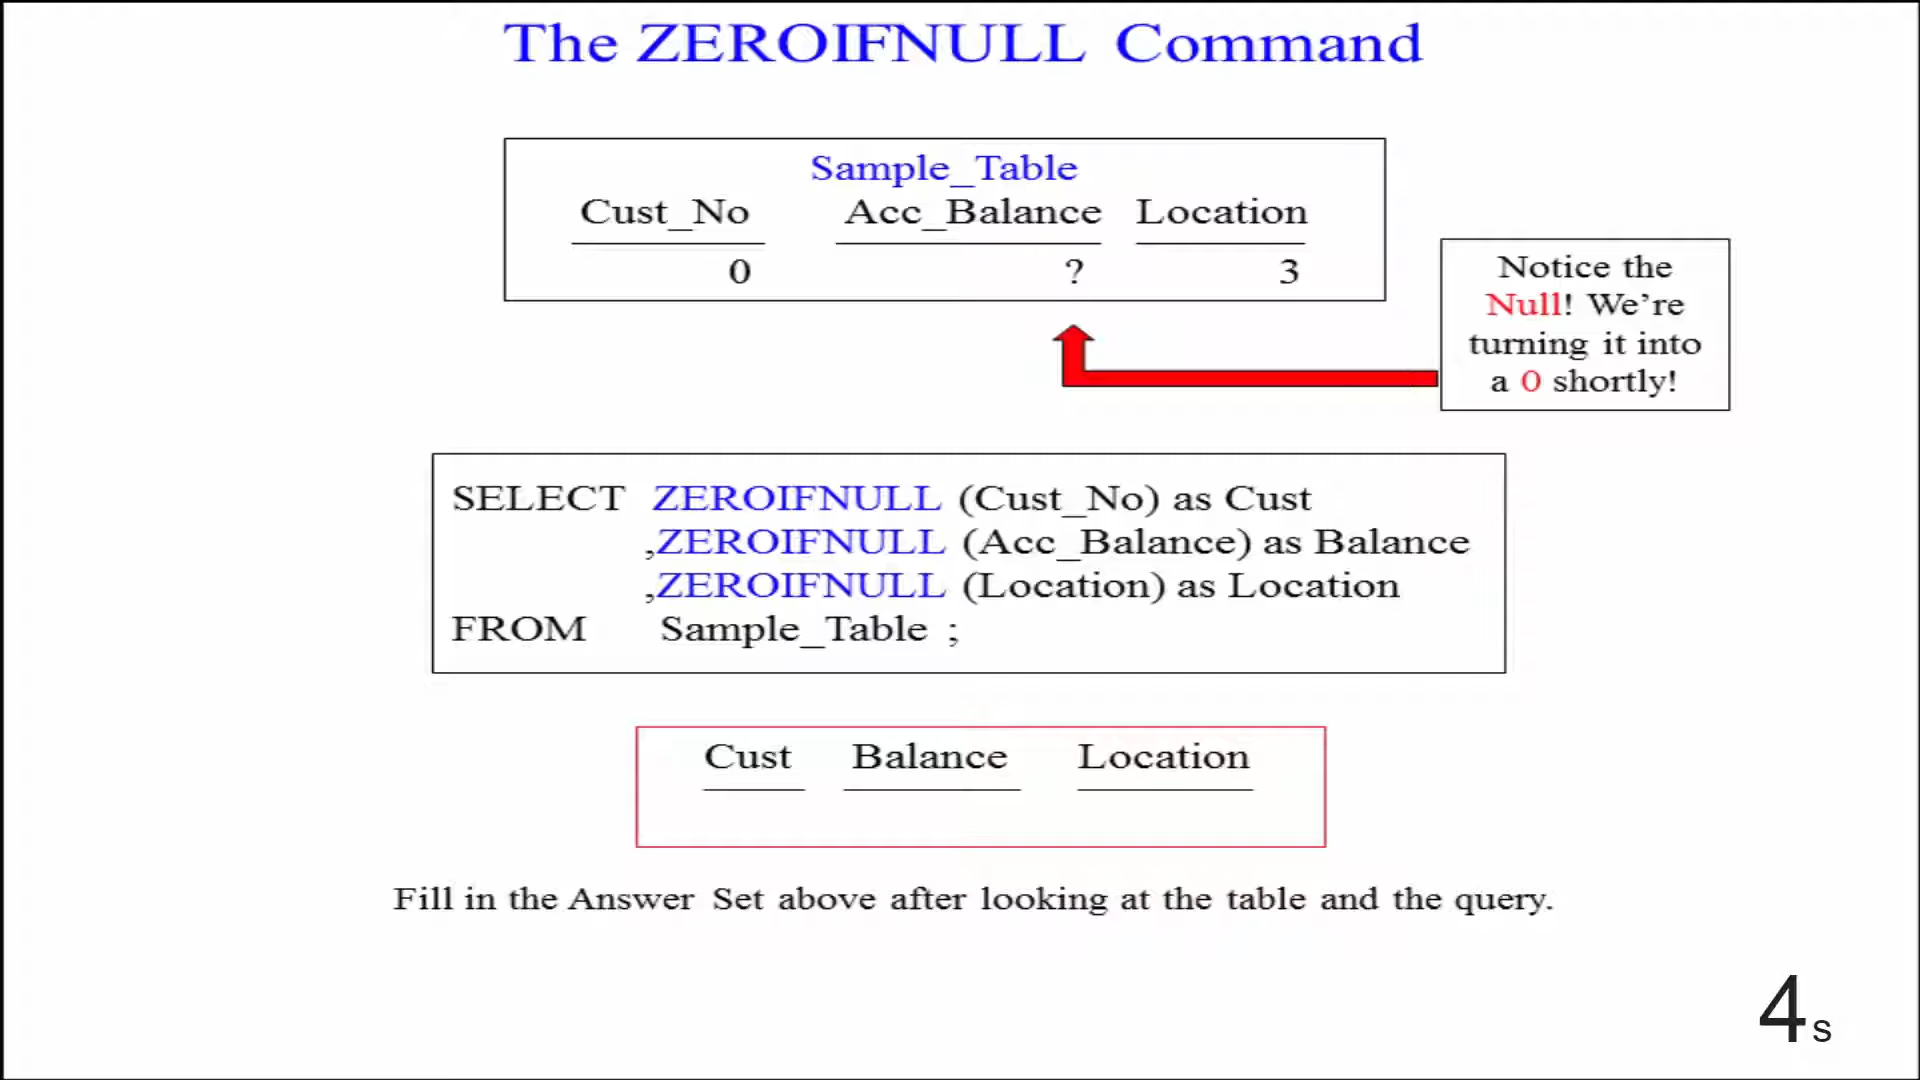 The ZEROIFNULL Command
Sample_Table
Cust_No Acc_Balance Location
0 ? 3
Notice the
Null! We’re
turning it into
a 0 shortly!
SELECT ZEROIFNULL (Cust_No) as Cust
,ZEROIFNULL (Acc_Balance) as Balance
,ZEROIFNULL (Location) as Location
FROM Sample_Table ;
Cust Balance Location
Fill in the Answer Set above after looking at the table and the query.
4s